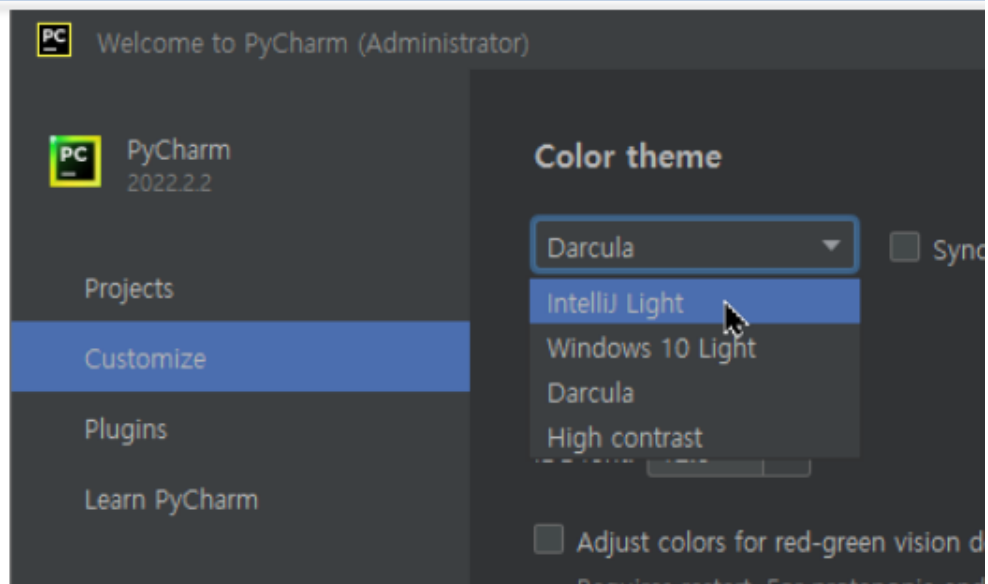 PC Welcome to PyCharm (Administrator)
PC PyCharm
2022.2.2
Projects
Customize
Plugins
Learn PyCharm
Color theme
Darcula
IntelliJ Light
Windows 10 Light
Darcula
High contrast
Adjust colors for red-green vision